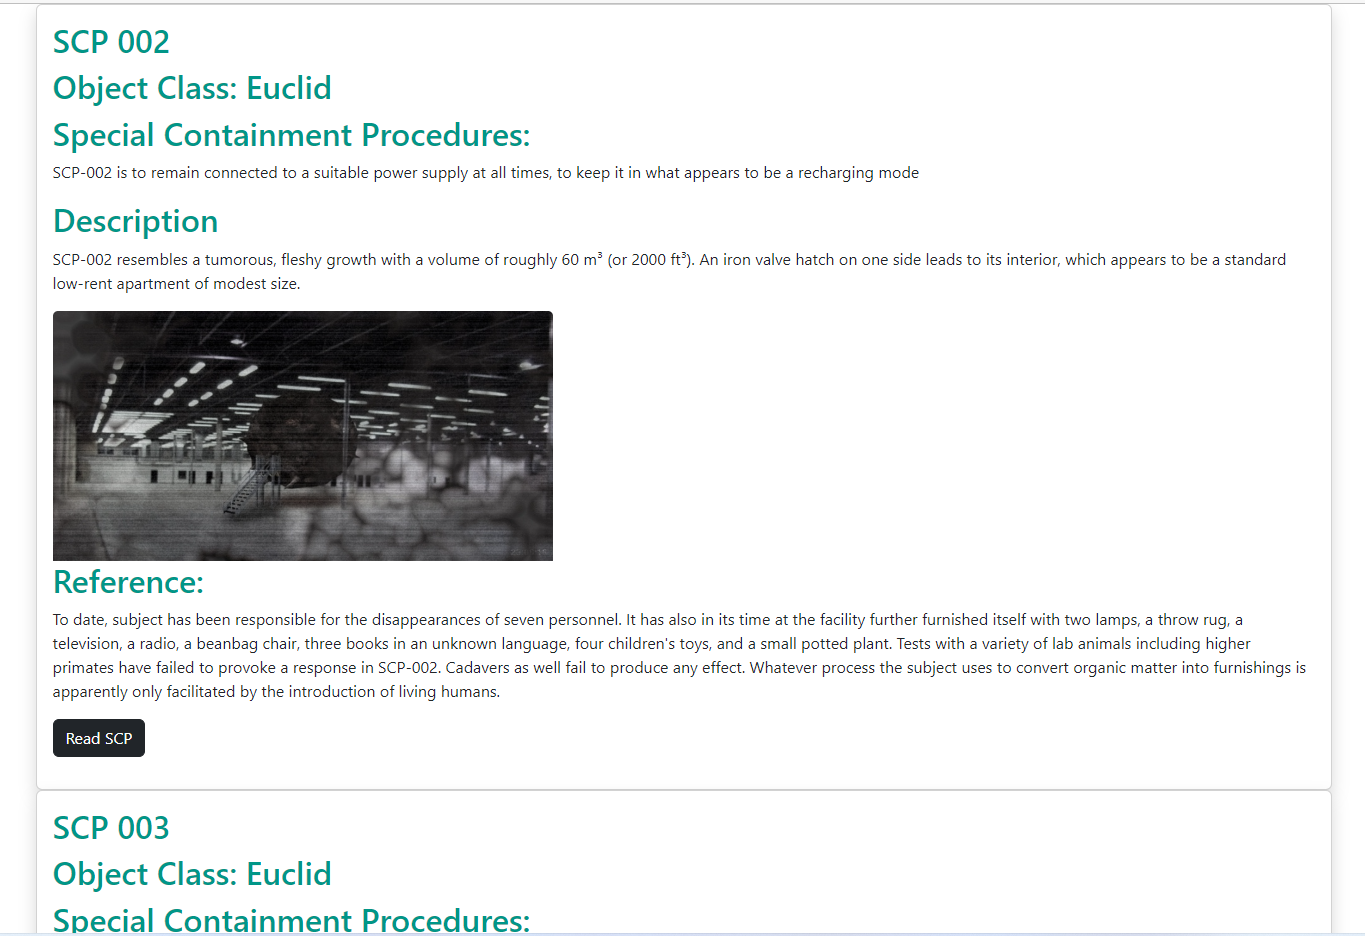 SCP 002
Object Class: Euclid
Special Containment Procedures:
SCP-002 is to remain connected to a suitable power supply at all times, to keep it in what appears to be a recharging mode
Description
SCP-002 resembles a tumorous, fleshy growth with a volume of roughly 60 m³ (or 2000 ft³). An iron valve hatch on one side leads to its interior, which appears to be a standard
low-rent apartment of modest size.
Reference:
To date, subject has been responsible for the disappearances of seven personnel. It has also in its time at the facility further furnished itself with two lamps, a throw rug, a
television, a radio, a beanbag chair, three books in an unknown language, four children's toys, and a small potted plant. Tests with a variety of lab animals including higher
primates have failed to provoke a response in SCP-002. Cadavers as well fail to produce any effect. Whatever process the subject uses to convert organic matter into furnishings is
apparently only facilitated by the introduction of living humans.
Read SCP
SCP 003
Object Class: Euclid
Special Containment Procedures: